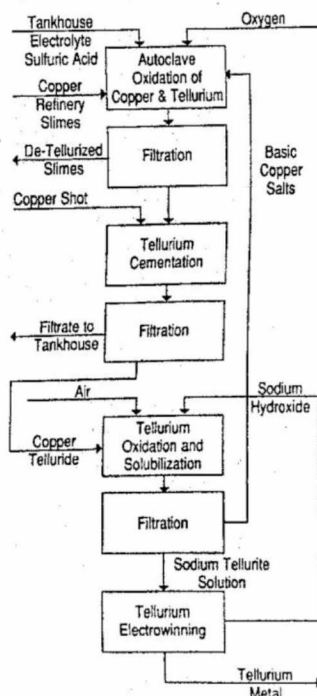 Tankhouse
Electrolyte
Sulfuric Acid
Oxygen
Autoclave
Oxidation of
Copper & Tellurium
Copper
Refinery
Slimes
De-Tellurized
Slimes
Filtration
Basic
Copper
Salts
Copper Shot
Tellurium
Cementation
Filtrate to
Tankhouse
Filtration
Air
Sodium
Hydroxide
Copper
Telluride
Tellurium
Oxidation and
Solubilization
Filtration
Sodium Tellurite
Solution
Tellurium
Electrowinning
Tellurium
Metal